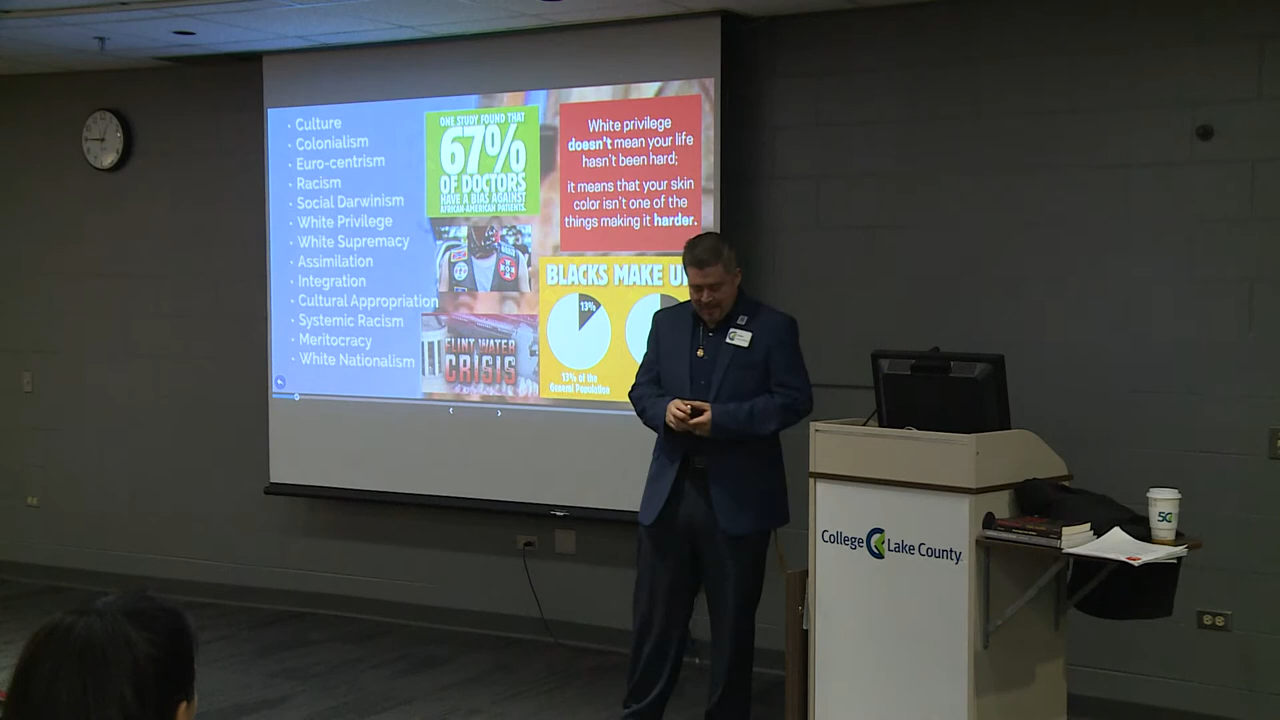 · Culture
· Colonialism
· Euro-centrism
· Racism
· Social Darwinism
· White Privilege
· White Supremacy
· Assimilation
· Integration
· Cultural Appropriation
· Systemic Racism
· Meritocracy
· White Nationalism
ONE STUDY FOUND THAT
67%
OF DOCTORS
HAVE A BIAS AGAINST
AFRICAN-AMERICAN PATIENTS.
White privilege
doesn't mean your life
hasn't been hard;
it means that your skin
color isn't one of the
things making it harder.
FLINT WATER
CRISIS
BLACKS MAKE U
13%
13% of the
General Population
College Lake County
50